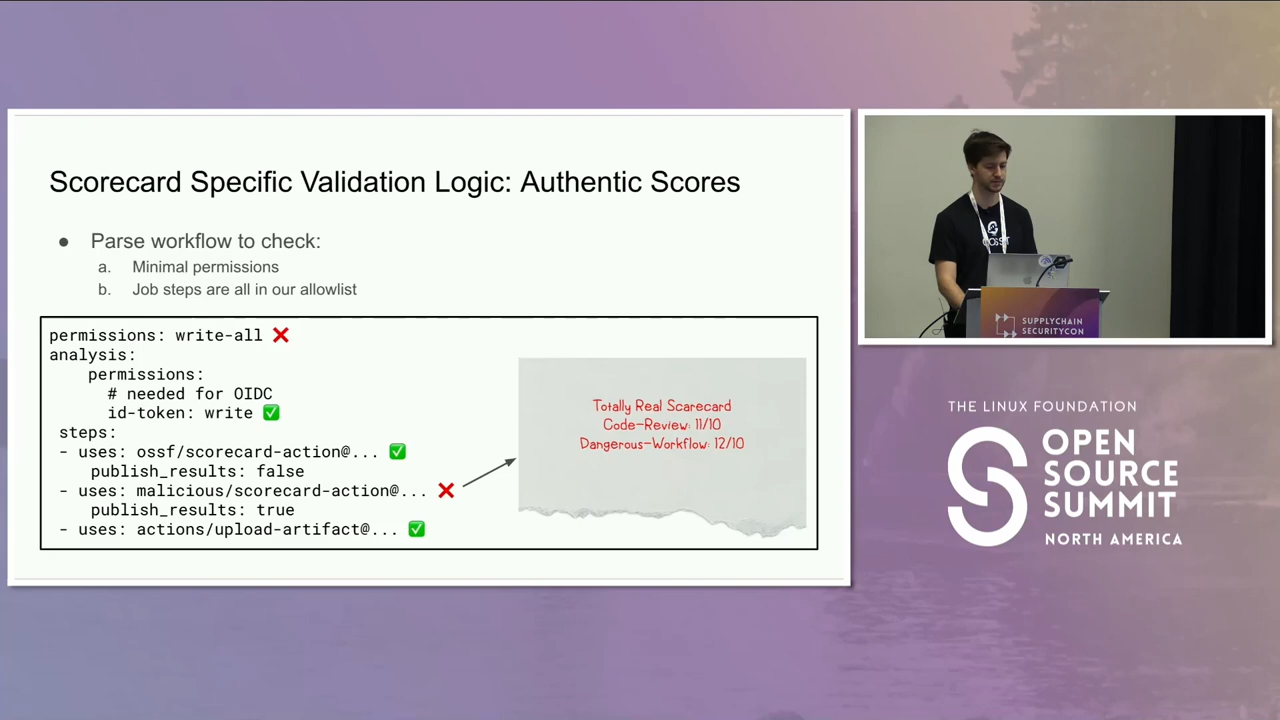 Scorecard Specific Validation Logic: Authentic Scores
● Parse workflow to check:
a. Minimal permissions
b. Job steps are all in our allowlist
permissions: write-all ❌
analysis:
permissions:
# needed for OIDC
id-token: write ✅
steps:
- uses: ossf/scorecard-action@... ✅
publish_results: false
- uses: malicious/scorecard-action@... ❌
publish_results: true
- uses: actions/upload-artifact@... ✅
Totally Real Scarecard
Code-Review: 11/10
Dangerous-Workflow: 12/10
SUPPLYCHAIN
SECURITYCON
THE LINUX FOUNDATION
OPEN
SOURCE
SUMMIT
NORTH AMERICA